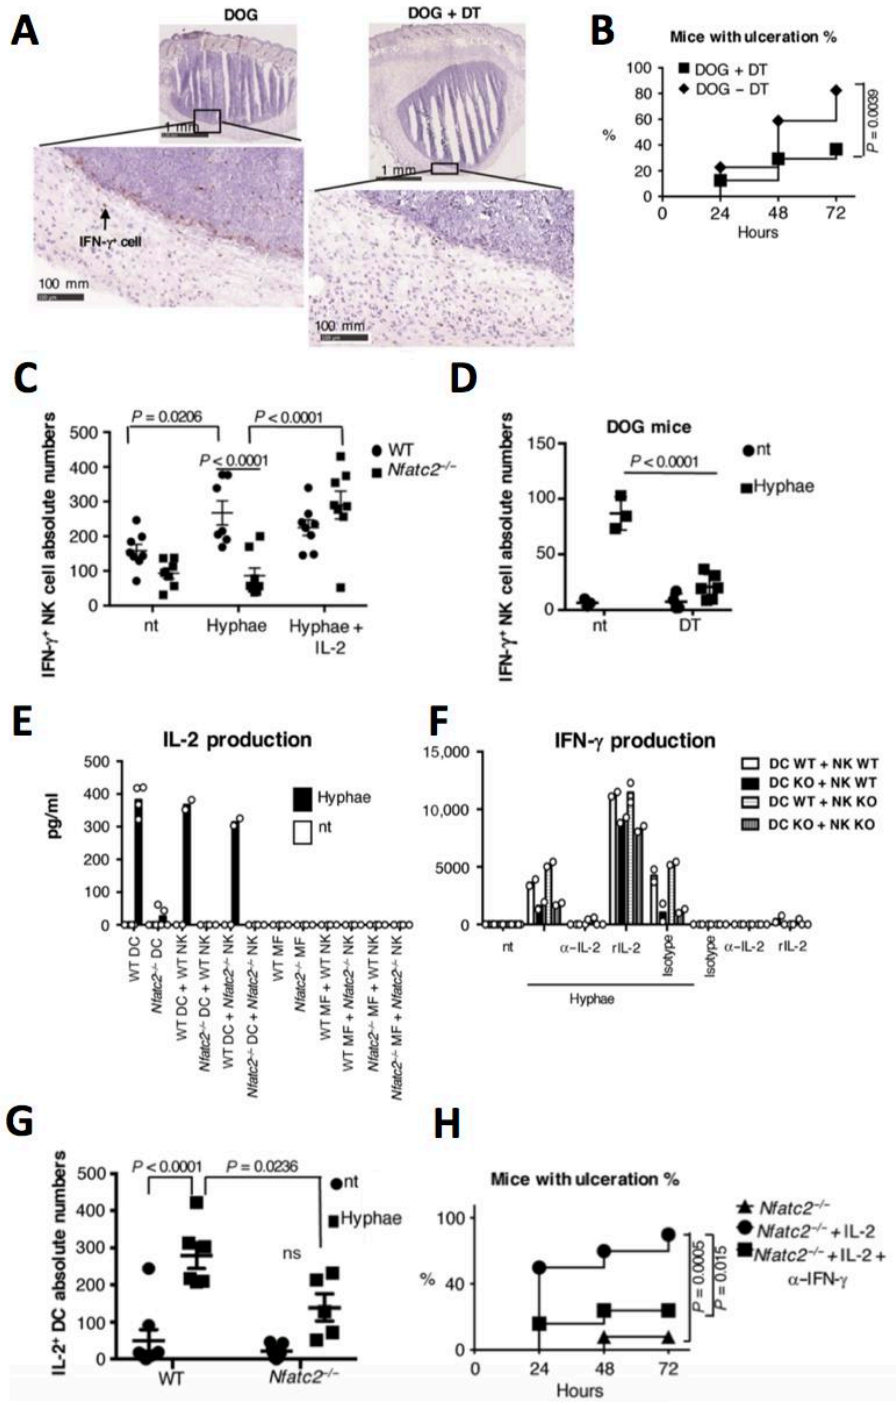 A
DOG
DOG + DT
1 mm
1 mm
IFN-γ⁺ cell
100 mm
100 mm
B
Mice with ulceration %
DOG + DT
DOG − DT
100
80
60
40
20
0
%
P = 0.0039
0 24 48 72
Hours
C
IFN-γ⁺ NK cell absolute numbers
P = 0.0206
P < 0.0001
P < 0.0001
WT
Nfatc2⁻/⁻
500
400
300
200
100
0
nt
Hyphae
Hyphae +
IL-2
D
DOG mice
IFN-γ⁺ NK cell absolute numbers
P < 0.0001
nt
Hyphae
150
100
50
0
nt
DT
E
IL-2 production
pg/ml
500
400
300
200
100
0
Hyphae
nt
WT DC
Nfatc2⁻/⁻ DC
WT DC + WT NK
Nfatc2⁻/⁻ DC + WT NK
WT DC + Nfatc2⁻/⁻ NK
Nfatc2⁻/⁻ DC + Nfatc2⁻/⁻ NK
WT MF
Nfatc2⁻/⁻ MF
WT MF + WT NK
WT MF + Nfatc2⁻/⁻ NK
Nfatc2⁻/⁻ MF + WT NK
Nfatc2⁻/⁻ MF + Nfatc2⁻/⁻ NK
F
IFN-γ production
15,000
10,000
5000
0
DC WT + NK WT
DC KO + NK WT
DC WT + NK KO
DC KO + NK KO
nt
α-IL-2
rIL-2
Isotype
Isotype
α-IL-2
rIL-2
Hyphae
G
IL-2⁺ DC absolute numbers
P < 0.0001
P = 0.0236
nt
Hyphae
ns
500
400
300
200
100
0
WT
Nfatc2⁻/⁻
H
Mice with ulceration %
Nfatc2⁻/⁻
Nfatc2⁻/⁻ + IL-2
Nfatc2⁻/⁻ + IL-2 +
α-IFN-γ
100
40
0
%
P = 0.0005
P = 0.015
0 24 48 72
Hours